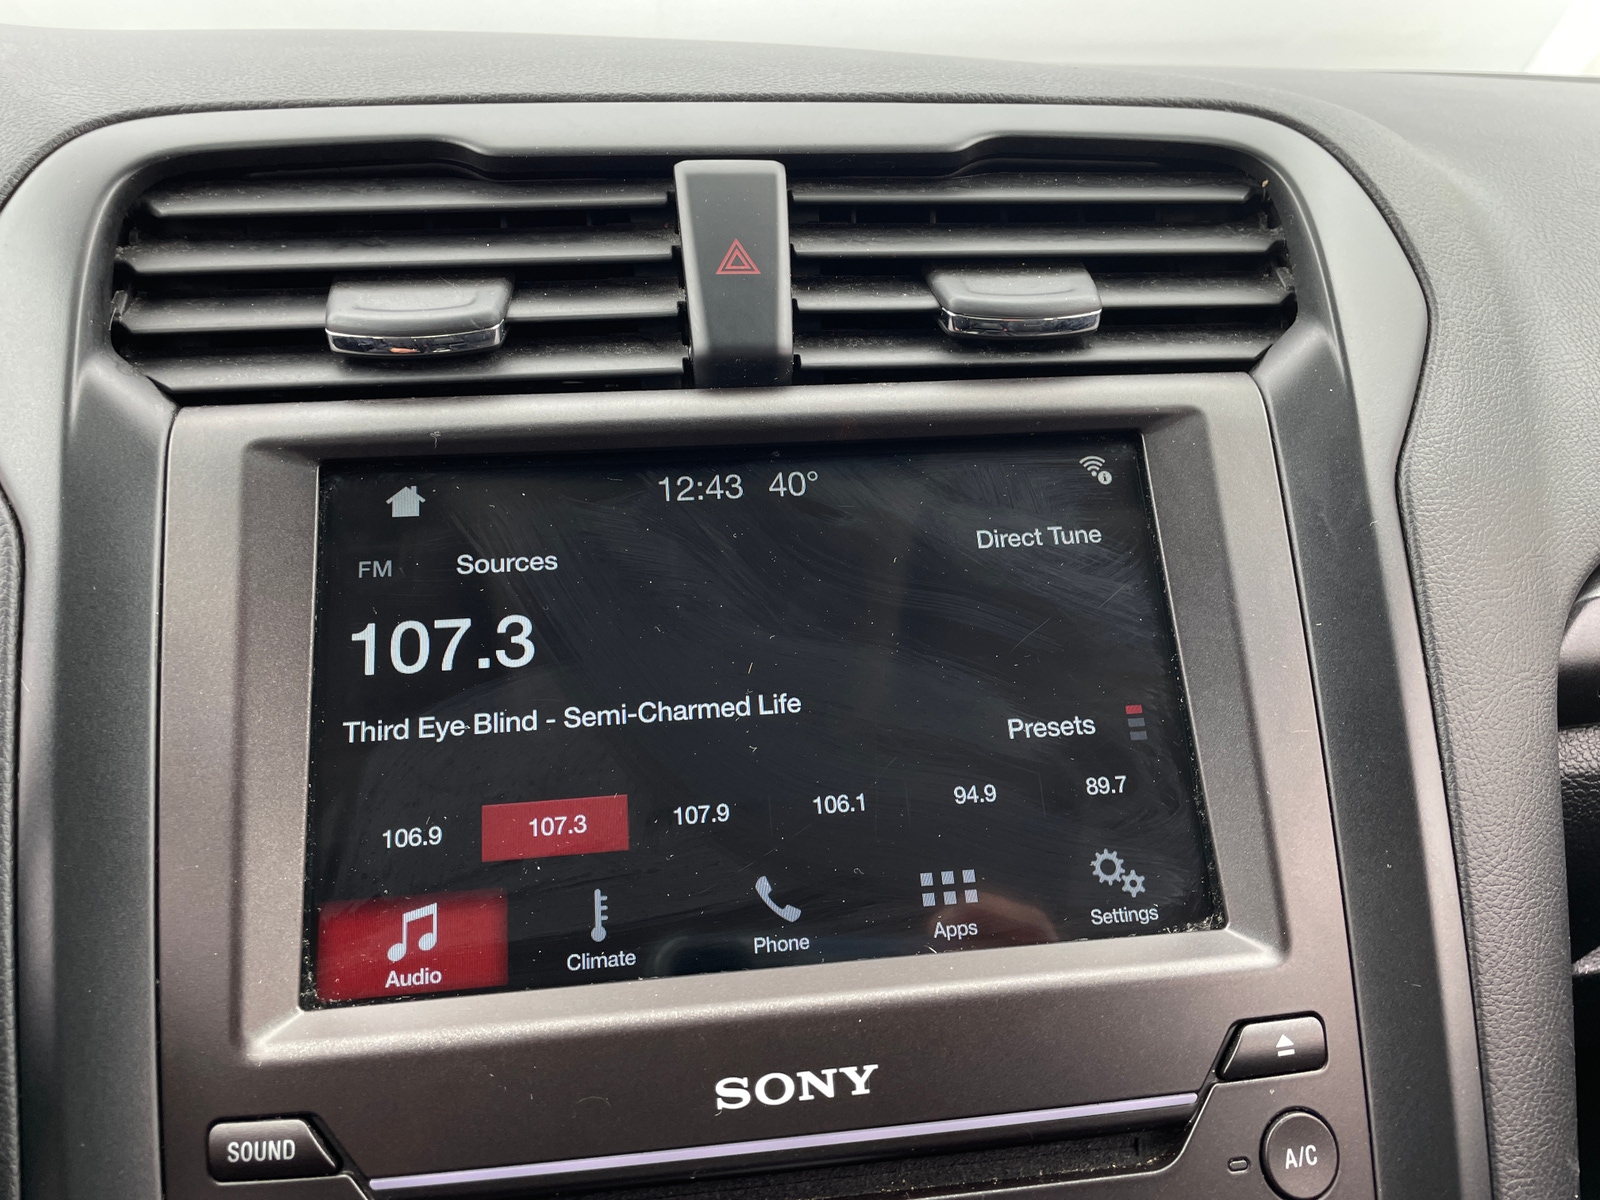 12:43 40°
Direct Tune
FM Sources
107.3
Third Eye Blind - Semi-Charmed Life
Presets
106.9 107.3 107.9 106.1 94.9 89.7
Audio Climate Phone Apps Settings
SONY
SOUND
A/C